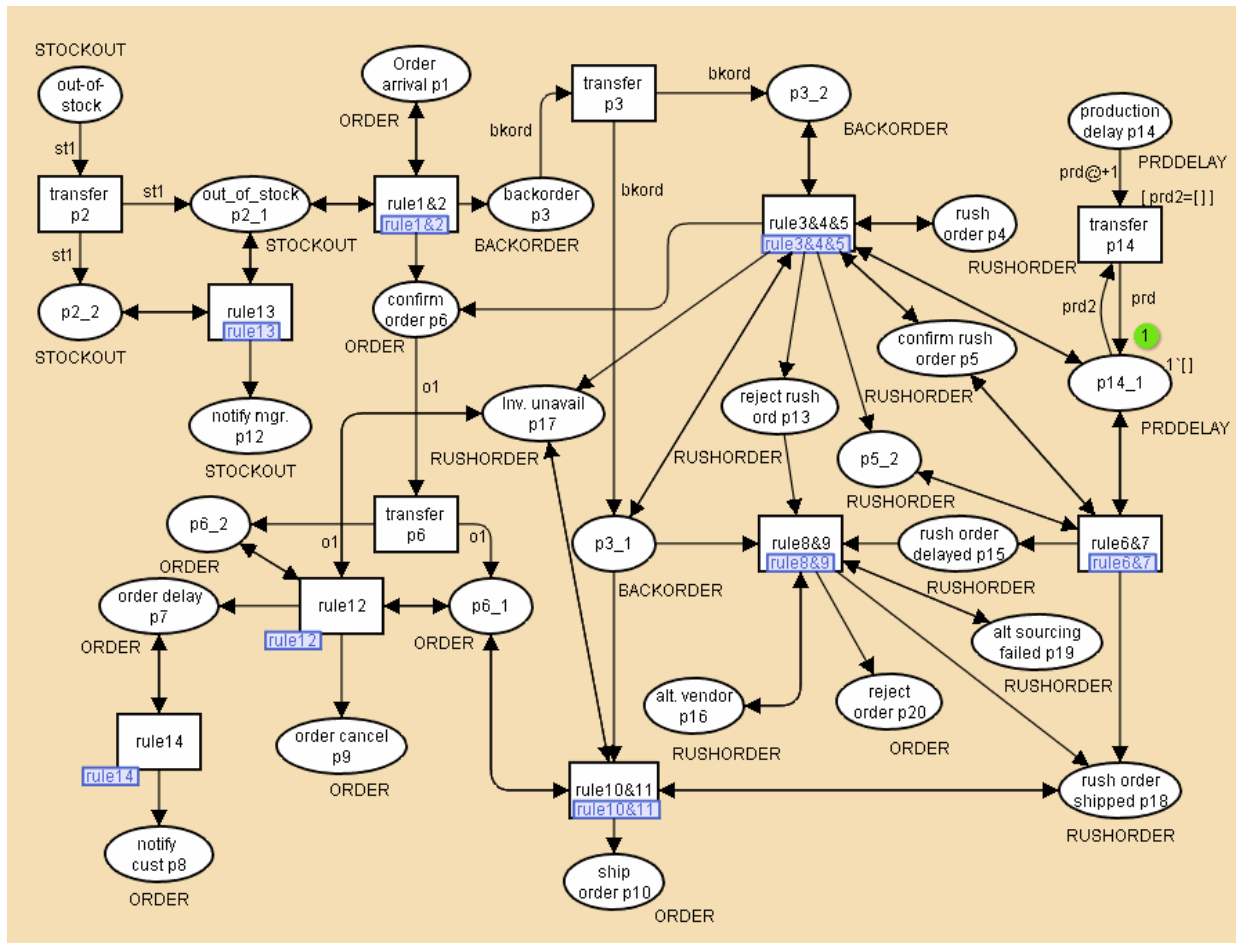 STOCKOUT
out-of-
stock
st1
transfer
p2
st1
st1
p2_2
STOCKOUT
out_of_stock
p2_1
STOCKOUT
rule13
rule13
notify mgr.
p12
STOCKOUT
Order
arrival p1
ORDER
rule1&2
rule1&2
bkord
backorder
p3
BACKORDER
confirm
order p6
ORDER
transfer
p3
bkord
bkord
p3_2
BACKORDER
rule3&4&5
rule3&4&5
rush
order p4
RUSHORDER
production
delay p14
PRDDELAY
prd@+1
[prd2=[]]
transfer
p14
prd2
prd
1
1`[]
p14_1
PRDDELAY
confirm rush
order p5
RUSHORDER
reject rush
ord p13
RUSHORDER
p5_2
RUSHORDER
Inv. unavail
p17
RUSHORDER
o1
transfer
p6
o1
o1
p6_2
ORDER
p6_1
ORDER
rule12
rule12
order delay
p7
ORDER
rule14
rule14
notify
cust p8
ORDER
order cancel
p9
ORDER
p3_1
BACKORDER
rule8&9
rule8&9
rush order
delayed p15
RUSHORDER
rule6&7
rule6&7
alt sourcing
failed p19
RUSHORDER
alt. vendor
p16
RUSHORDER
reject
order p20
ORDER
rule10&11
rule10&11
rush order
shipped p18
RUSHORDER
ship
order p10
ORDER